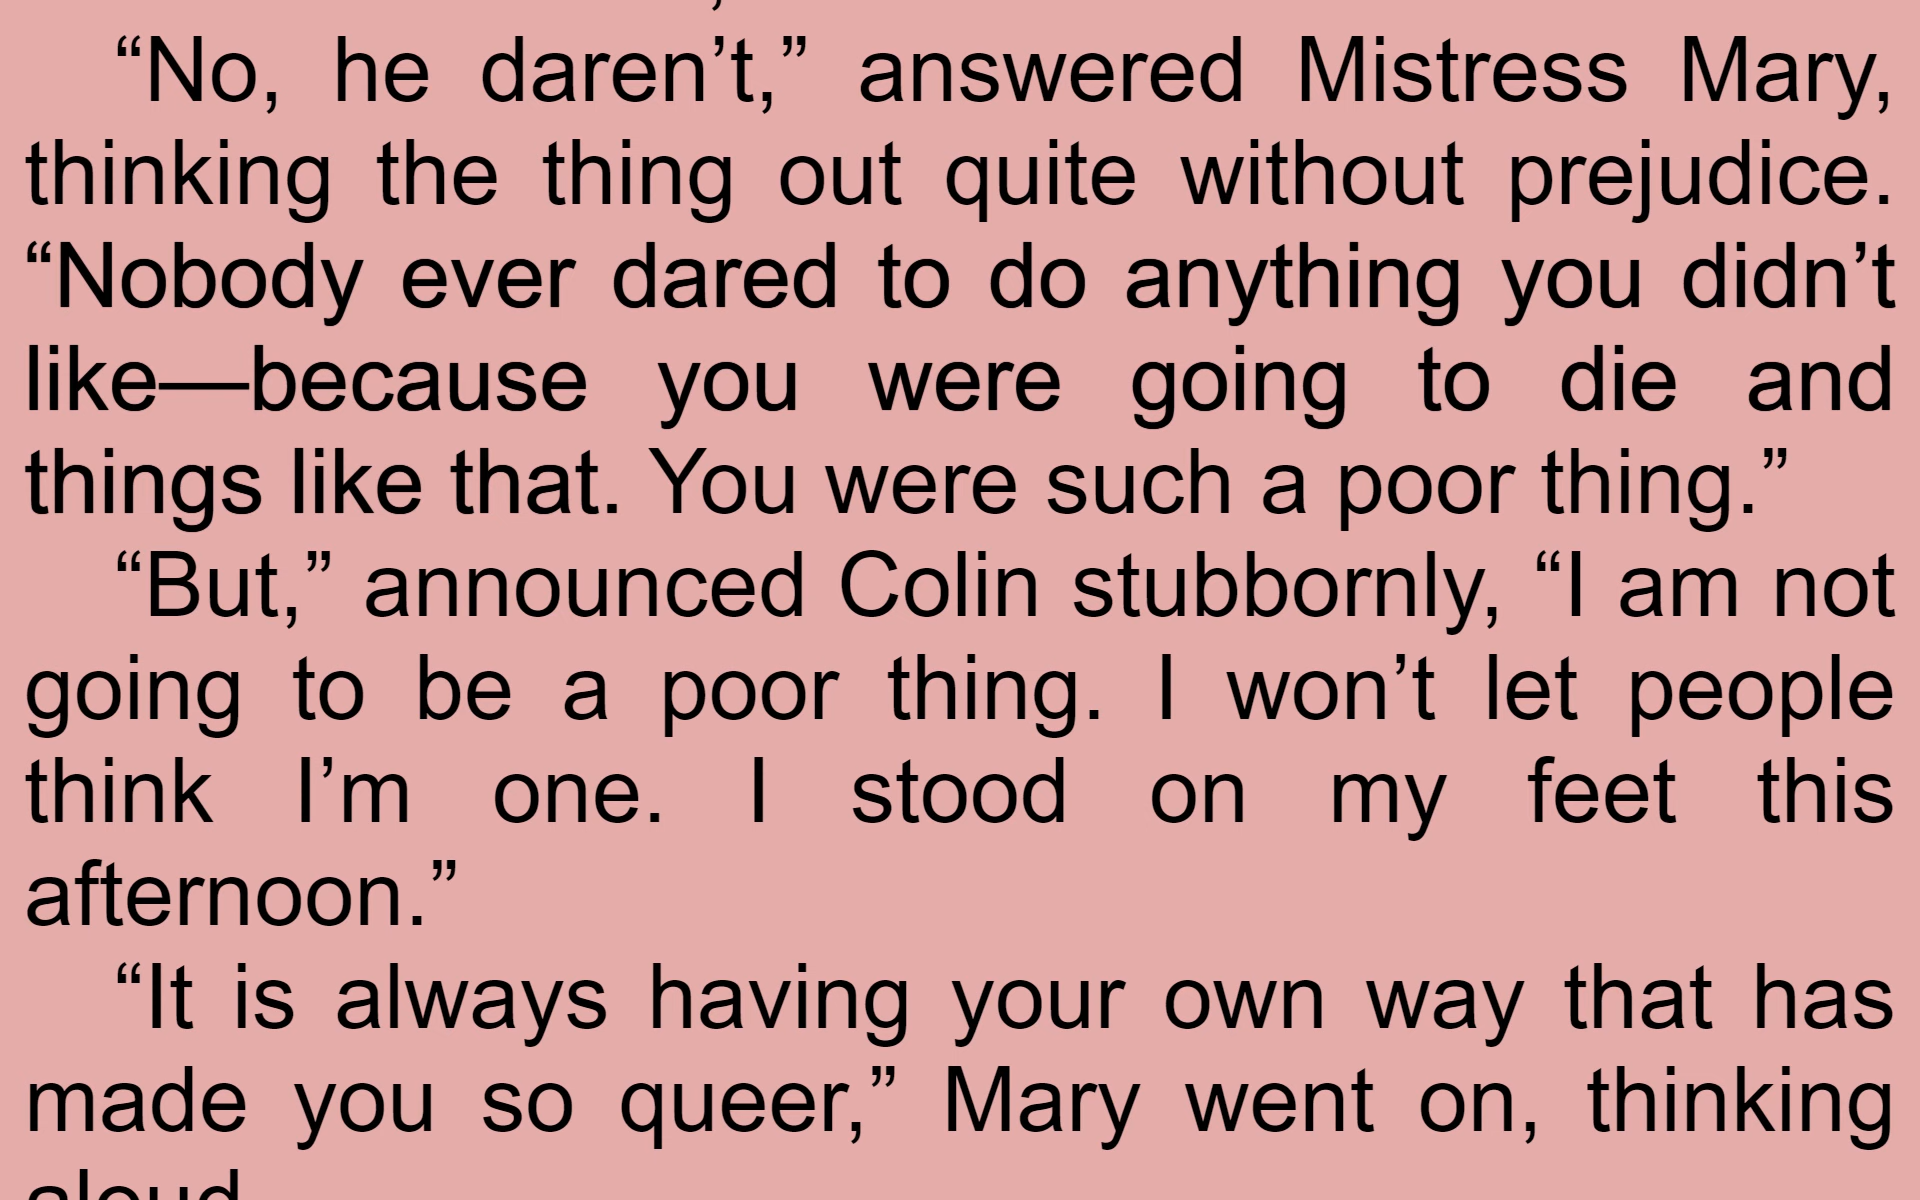 “No, he daren’t,” answered Mistress Mary,
thinking the thing out quite without prejudice.
“Nobody ever dared to do anything you didn’t
like—because you were going to die and
things like that. You were such a poor thing.”
“But,” announced Colin stubbornly, “I am not
going to be a poor thing. I won’t let people
think I’m one. I stood on my feet this
afternoon.”
“It is always having your own way that has
made you so queer,” Mary went on, thinking
aloud